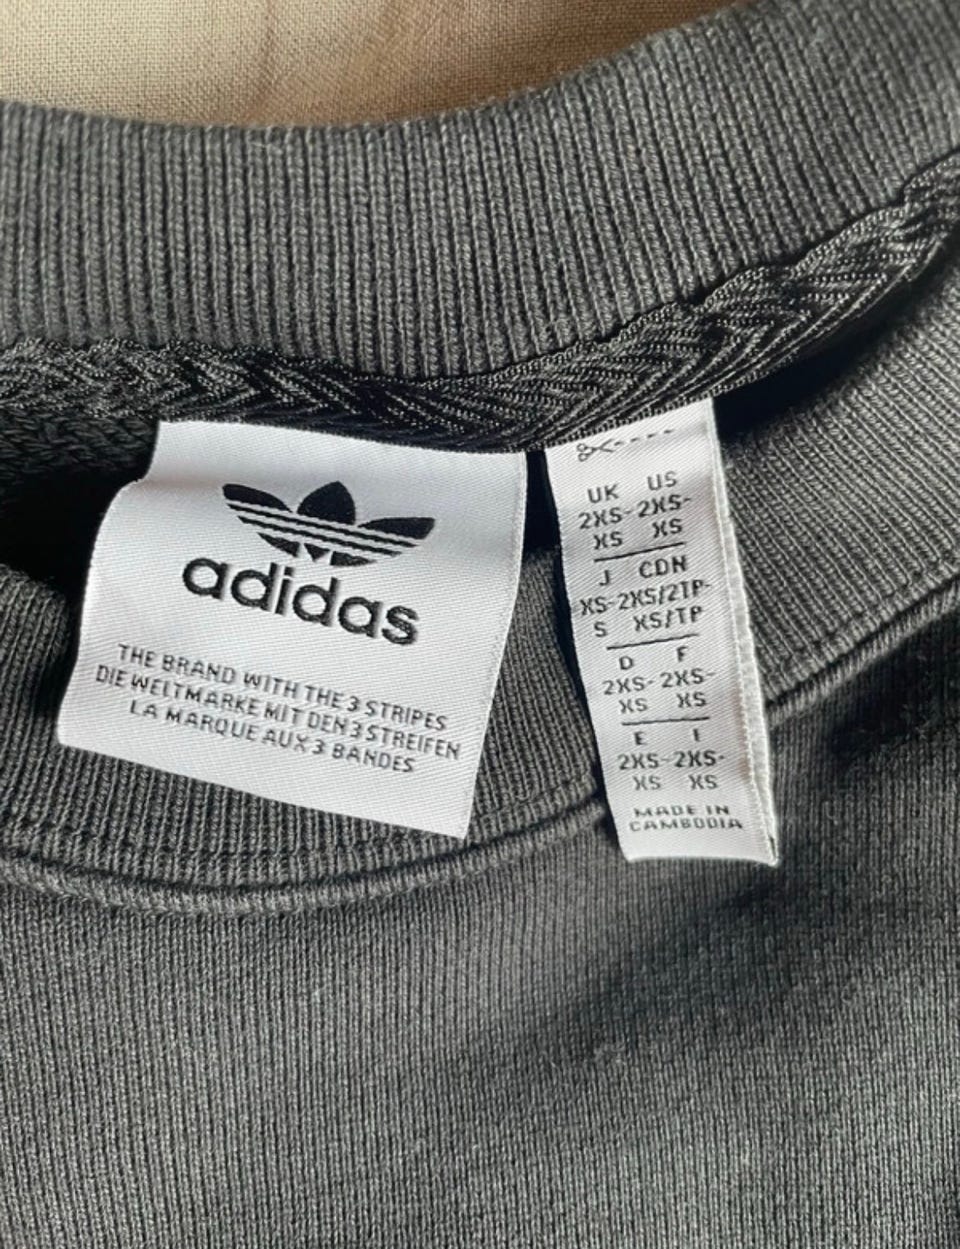 adidas
THE BRAND WITH THE 3 STRIPES
DIE WELTMARKE MIT DEN 3 STREIFEN
LA MARQUE AUX 3 BANDES
UK US
2XS- 2XS-
XS XS
J CDN
XS- 2XS/2TP-
S XS/TP
D F
2XS- 2XS-
XS XS
E I
2XS- 2XS-
XS XS
MADE IN
CAMBODIA